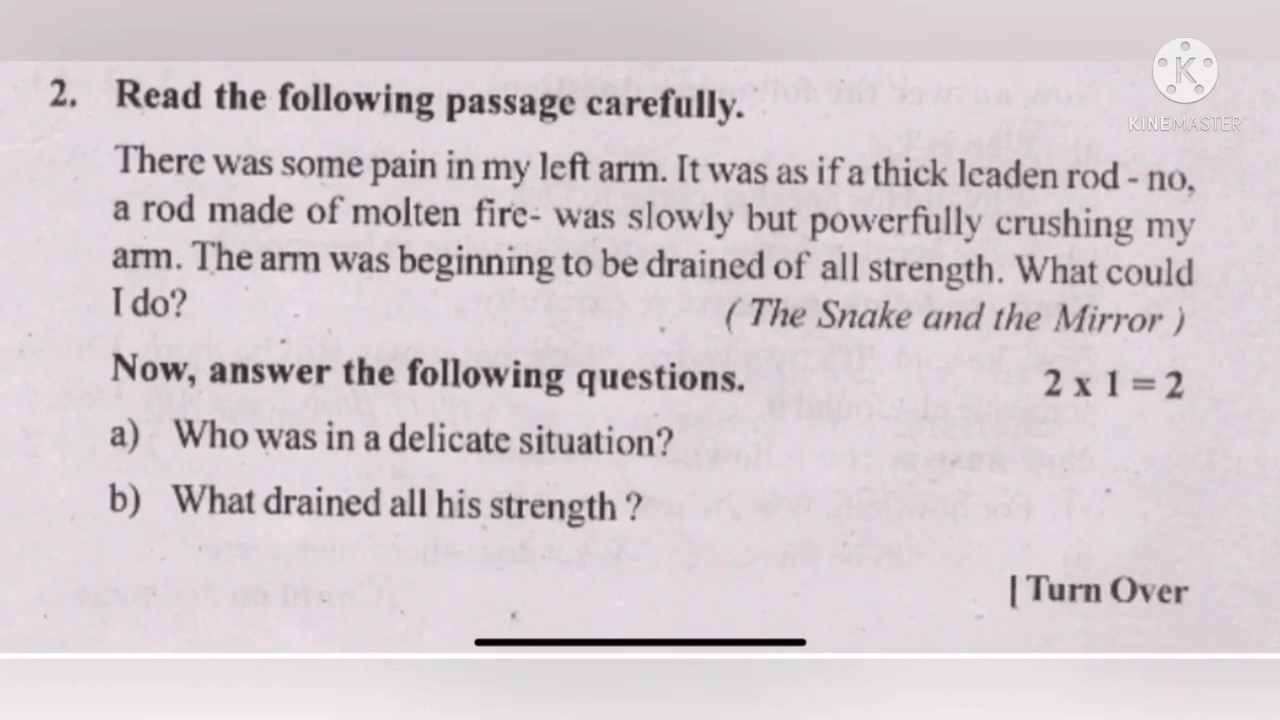 KINEMASTER
2. Read the following passage carefully.
There was some pain in my left arm. It was as if a thick leaden rod - no,
a rod made of molten fire- was slowly but powerfully crushing my
arm. The arm was beginning to be drained of all strength. What could
I do? ( The Snake and the Mirror )
Now, answer the following questions. 2 x 1 = 2
a) Who was in a delicate situation?
b) What drained all his strength ?
[ Turn Over